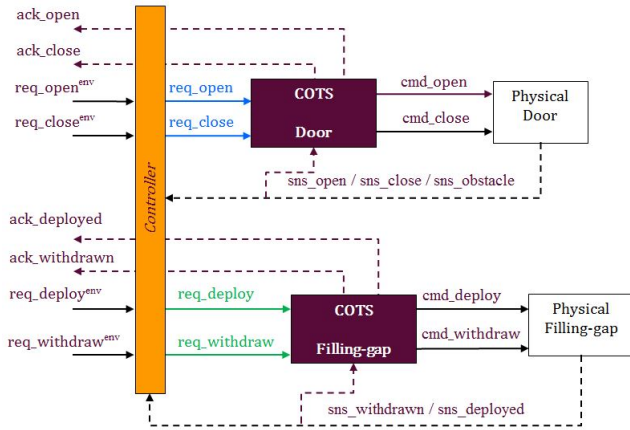 ack_open
ack_close
req_open^env
req_close^env
req_open
req_close
COTS
Door
cmd_open
cmd_close
Physical
Door
sns_open / sns_close / sns_obstacle
Controller
ack_deployed
ack_withdrawn
req_deploy^env
req_withdraw^env
req_deploy
req_withdraw
COTS
Filling-gap
cmd_deploy
cmd_withdraw
Physical
Filling-gap
sns_withdrawn / sns_deployed